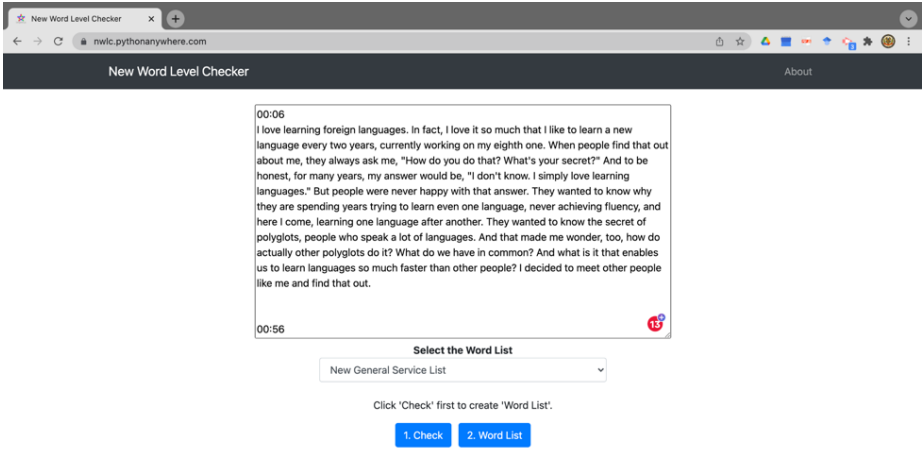 New Word Level Checker
nwlc.pythonanywhere.com
New Word Level Checker
About
00:06
I love learning foreign languages. In fact, I love it so much that I like to learn a new
language every two years, currently working on my eighth one. When people find that out
about me, they always ask me, "How do you do that? What's your secret?" And to be
honest, for many years, my answer would be, "I don't know. I simply love learning
languages." But people were never happy with that answer. They wanted to know why
they are spending years trying to learn even one language, never achieving fluency, and
here I come, learning one language after another. They wanted to know the secret of
polyglots, people who speak a lot of languages. And that made me wonder, too, how do
actually other polyglots do it? What do we have in common? And what is it that enables
us to learn languages so much faster than other people? I decided to meet other people
like me and find that out.
00:56
13
Select the Word List
New General Service List
Click 'Check' first to create 'Word List'.
1. Check
2. Word List